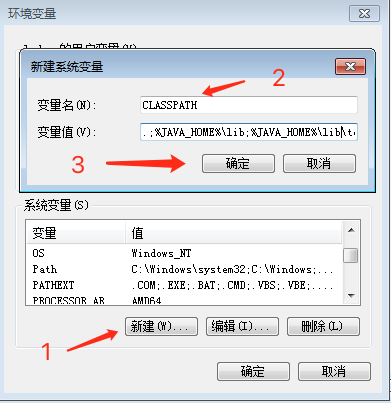 环境变量
的用户变量(U)
新建系统变量
2
变量名(N):
CLASSPATH
变量值(V):
.;%JAVA_HOME%\lib;%JAVA_HOME%\lib\t
3
确定
取消
系统变量(S)
变量
值
OS
Windows_NT
Path
C:\Windows\system32;C:\Windows;...
PATHEXT
.COM;.EXE;.BAT;.CMD;.VBS;.VBE;....
PROCESSOR_AR
AMD64
1
新建(W)...
编辑(I)...
删除(L)
确定
取消